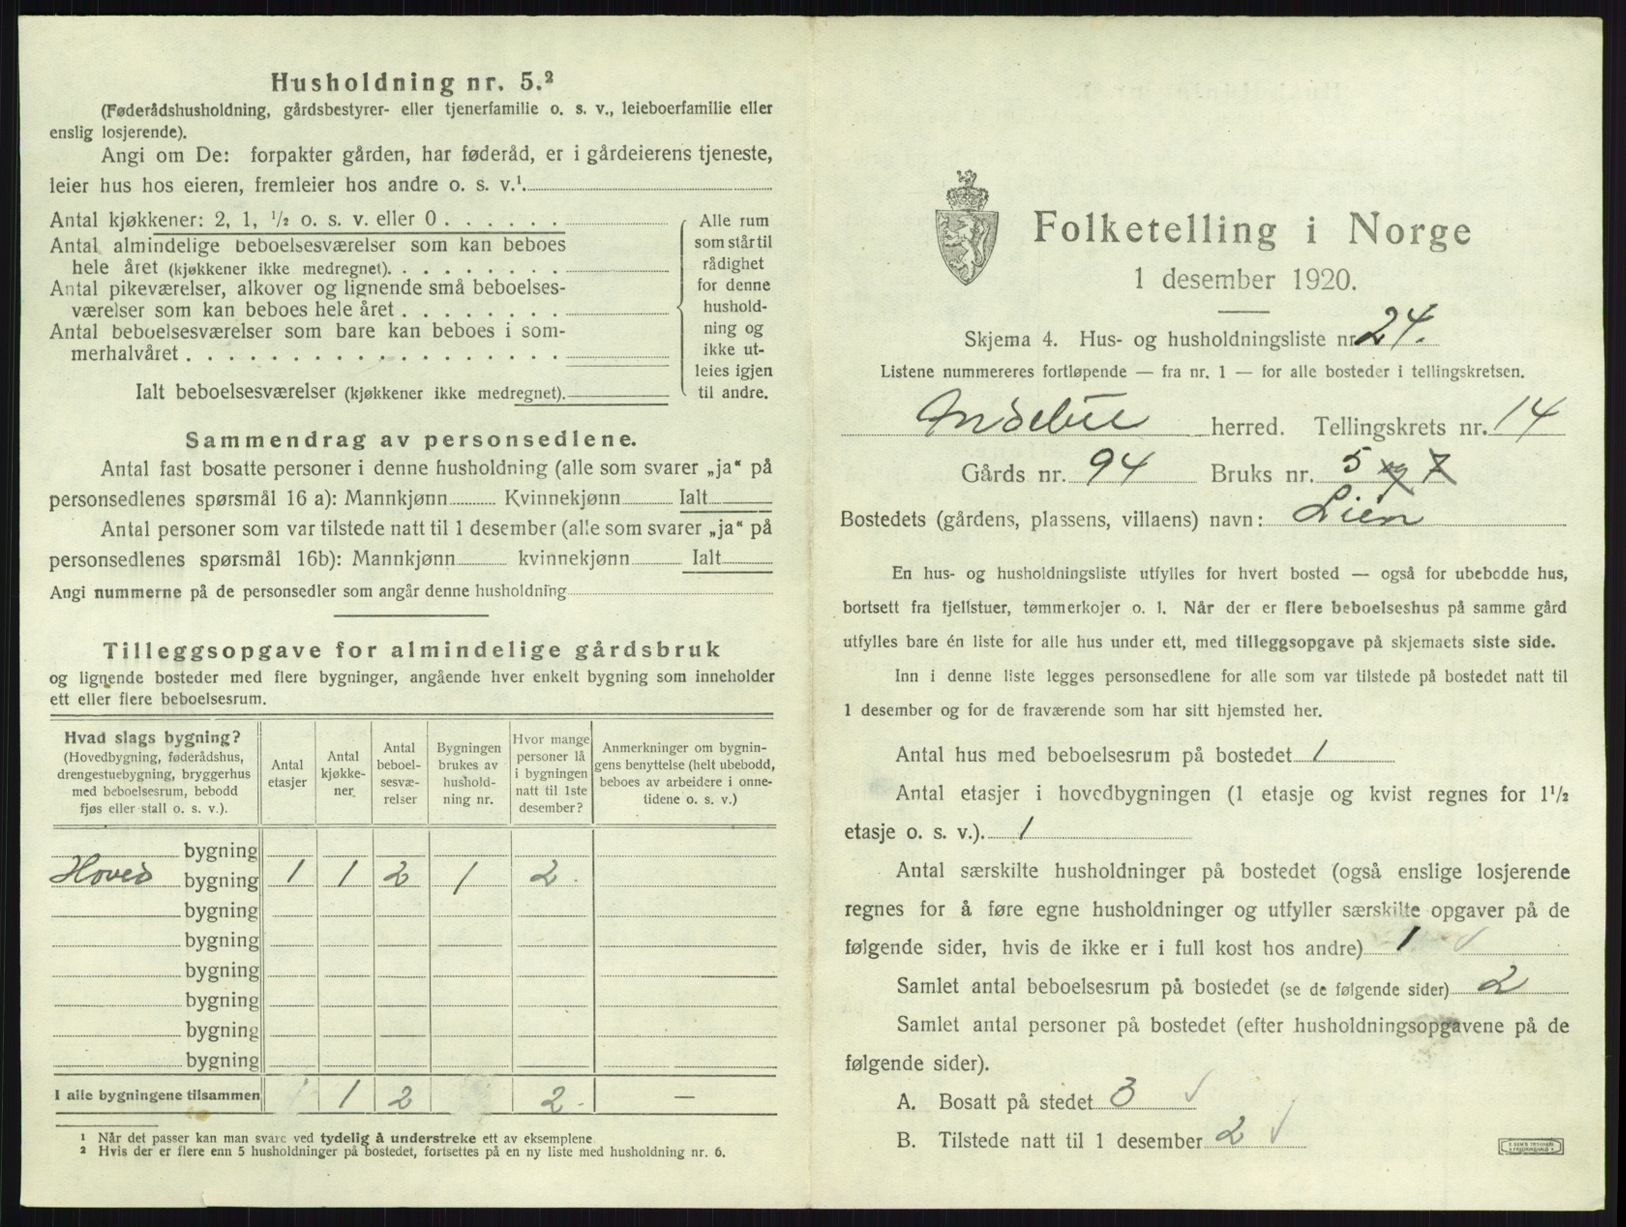 Husholdning nr. 5.²
(Føderådshusholdning, gårdsbestyrer- eller tjenerfamilie o. s. v., leieboerfamilie eller
enslig losjerende).
Angi om De: forpakter gården, har føderåd, er i gårdeierens tjeneste,
leier hus hos eieren, fremleier hos andre o. s. v.¹.
Antal kjøkkener: 2, 1, ½ o. s. v. eller 0 . . . . . .
Antal almindelige beboelsesværelser som kan beboes
hele året (kjøkkener ikke medregnet). . . . . . . . .
Antal pikeværelser, alkover og lignende små beboelses-
værelser som kan beboes hele året . . . . . . . .
Antal beboelsesværelser som bare kan beboes i som-
merhalvåret . . . . . . . . . . . . . . . . . .
Ialt beboelsesværelser (kjøkkener ikke medregnet).
Alle rum
som står til
rådighet
for denne
hushold-
ning og
ikke ut-
leies igjen
til andre.
Sammendrag av personsedlene.
Antal fast bosatte personer i denne husholdning (alle som svarer „ja“ på
personsedlenes spørsmål 16 a): Mannkjønn Kvinnekjønn Ialt
Antal personer som var tilstede natt til 1 desember (alle som svarer „ja“ på
personsedlenes spørsmål 16b): Mannkjønn kvinnekjønn Ialt
Angi nummerne på de personsedler som angår denne husholdning
Tilleggsopgave for almindelige gårdsbruk
og lignende bosteder med flere bygninger, angående hver enkelt bygning som inneholder
ett eller flere beboelsesrum.
Hvad slags bygning?
(Hovedbygning, føderådshus,
drengestuebygning, bryggerhus
med beboelsesrum, bebodd
fjøs eller stall o. s. v.).
Antal
etasjer
Antal
kjøkke-
ner
Antal
beboel-
sesvæ-
relser
Bygningen
brukes av
hushold-
ning nr.
Hvor mange
personer lå
i bygningen
natt til 1ste
desember?
Anmerkninger om bygnin-
gens benyttelse (helt ubebodd,
beboes av arbeidere i onne-
tidene o. s. v.)
bygning
Hoved bygning 1 1 2 1 2.
bygning
bygning
bygning
bygning
bygning
bygning
I alle bygningene tilsammen 1 1 2 2. —
¹ Når det passer kan man svare ved tydelig å understreke ett av eksemplene
² Hvis der er flere enn 5 husholdninger på bostedet, fortsettes på en ny liste med husholdning nr. 6.
Folketelling i Norge
1 desember 1920.
Skjema 4. Hus- og husholdningsliste nr. 24.
Listene nummereres fortløpende — fra nr. 1 — for alle bosteder i tellingskretsen.
Andebu herred. Tellingskrets nr. 14
Gårds nr. 94 Bruks nr. 5 og 7
Bostedets (gårdens, plassens, villaens) navn: Lien
En hus- og husholdningsliste utfylles for hvert bosted — også for ubebodde hus,
bortsett fra fjellstuer, tømmerkojer o. l. Når der er flere beboelseshus på samme gård
utfylles bare én liste for alle hus under ett, med tilleggsopgave på skjemaets siste side.
Inn i denne liste legges personsedlene for alle som var tilstede på bostedet natt til
1 desember og for de fraværende som har sitt hjemsted her.
Antal hus med beboelsesrum på bostedet 1
Antal etasjer i hovedbygningen (1 etasje og kvist regnes for 1½
etasje o. s. v.). 1
Antal særskilte husholdninger på bostedet (også enslige losjerende
regnes for å føre egne husholdninger og utfyller særskilte opgaver på de
følgende sider, hvis de ikke er i full kost hos andre) 1 ✓
Samlet antal beboelsesrum på bostedet (se de følgende sider) 2
Samlet antal personer på bostedet (efter husholdningsopgavene på de
følgende sider).
A. Bosatt på stedet 3 ✓
B. Tilstede natt til 1 desember 2 ✓